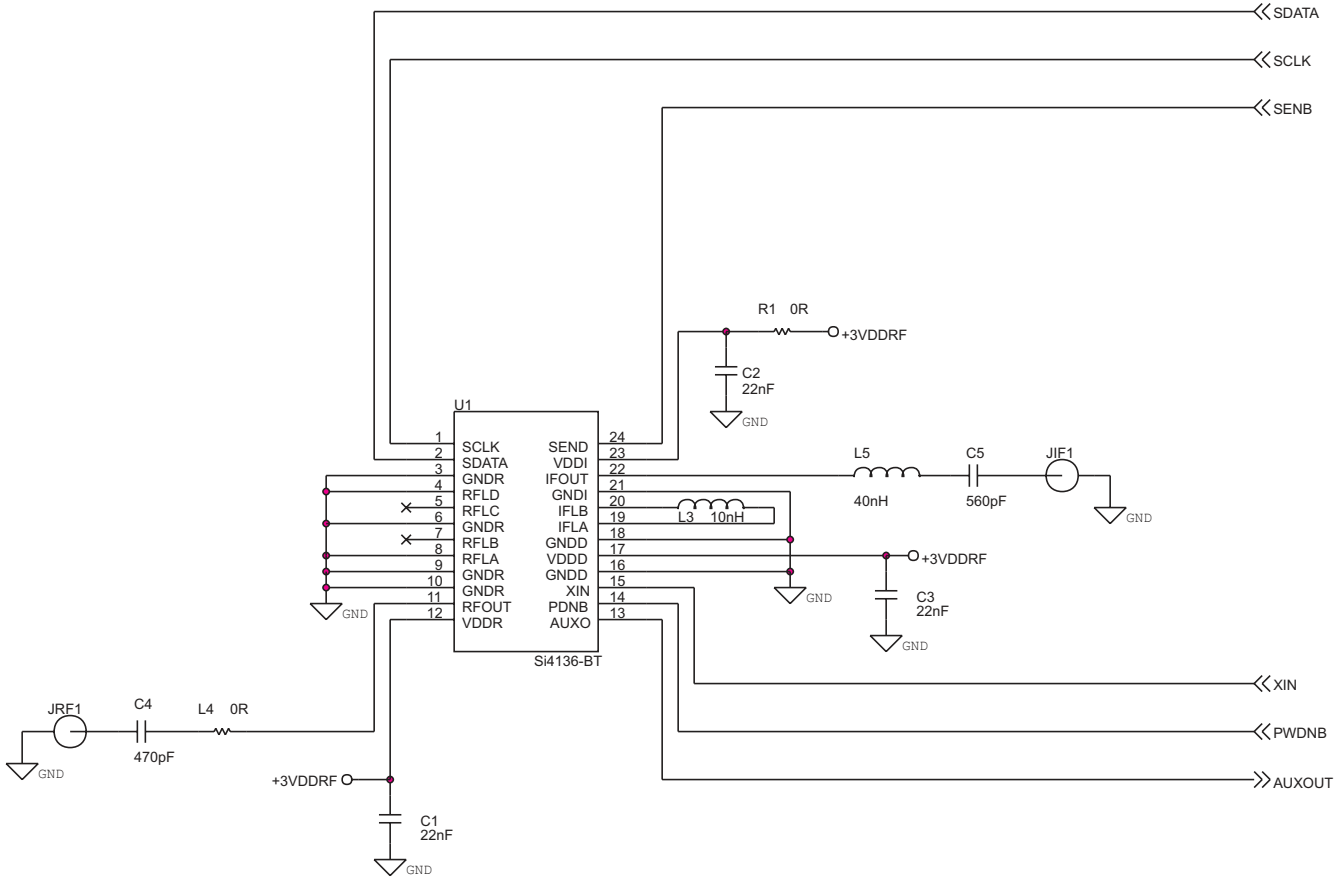 SDATA
SCLK
SENB
R1 0R
+3VDDRF
C2
22nF
GND
U1
1 SCLK SEND 24
2 SDATA VDDI 23
3 GNDR IFOUT 22
4 RFLD GNDI 21
5 RFLC IFLB 20
6 GNDR IFLA 19
7 RFLB GNDD 18
8 RFLA VDDD 17
9 GNDR GNDD 16
10 GNDR XIN 15
11 RFOUT PDNB 14
12 VDDR AUXO 13
Si4136-BT
L5 C5 JIF1
40nH 560pF
GND
L3 10nH
+3VDDRF
GND
GND
C3
22nF
GND
XIN
PWDNB
AUXOUT
JRF1 C4 L4 0R
470pF
GND
+3VDDRF
C1
22nF
GND